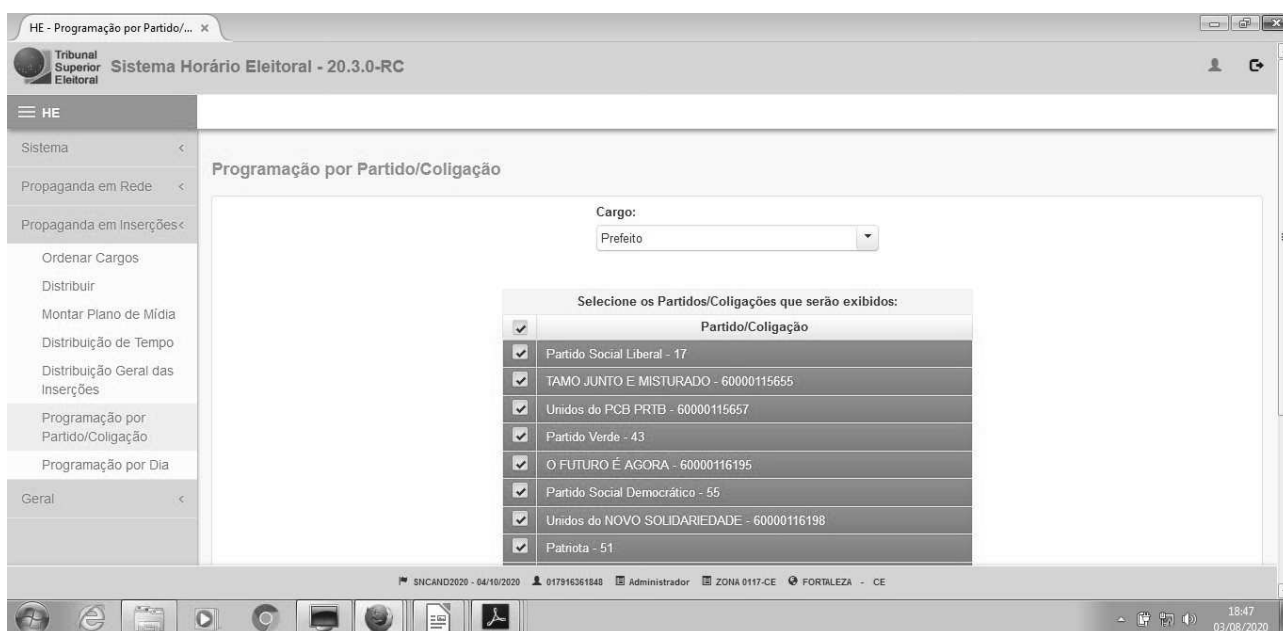 HE - Programação por Partido/... ×
Tribunal
Superior
Eleitoral
Sistema Horário Eleitoral - 20.3.0-RC
HE
Sistema <
Propaganda em Rede <
Propaganda em Inserções<
Ordenar Cargos
Distribuir
Montar Plano de Mídia
Distribuição de Tempo
Distribuição Geral das
Inserções
Programação por
Partido/Coligação
Programação por Dia
Geral <
Programação por Partido/Coligação
Cargo:
Prefeito
Selecione os Partidos/Coligações que serão exibidos:
Partido/Coligação
Partido Social Liberal - 17
TAMO JUNTO E MISTURADO - 60000115655
Unidos do PCB PRTB - 60000115657
Partido Verde - 43
O FUTURO É AGORA - 60000116195
Partido Social Democrático - 55
Unidos do NOVO SOLIDARIEDADE - 60000116198
Patriota - 51
SNCAND2020 - 04/10/2020 017916361848 Administrador ZONA 0117-CE FORTALEZA - CE
18:47
03/08/2020